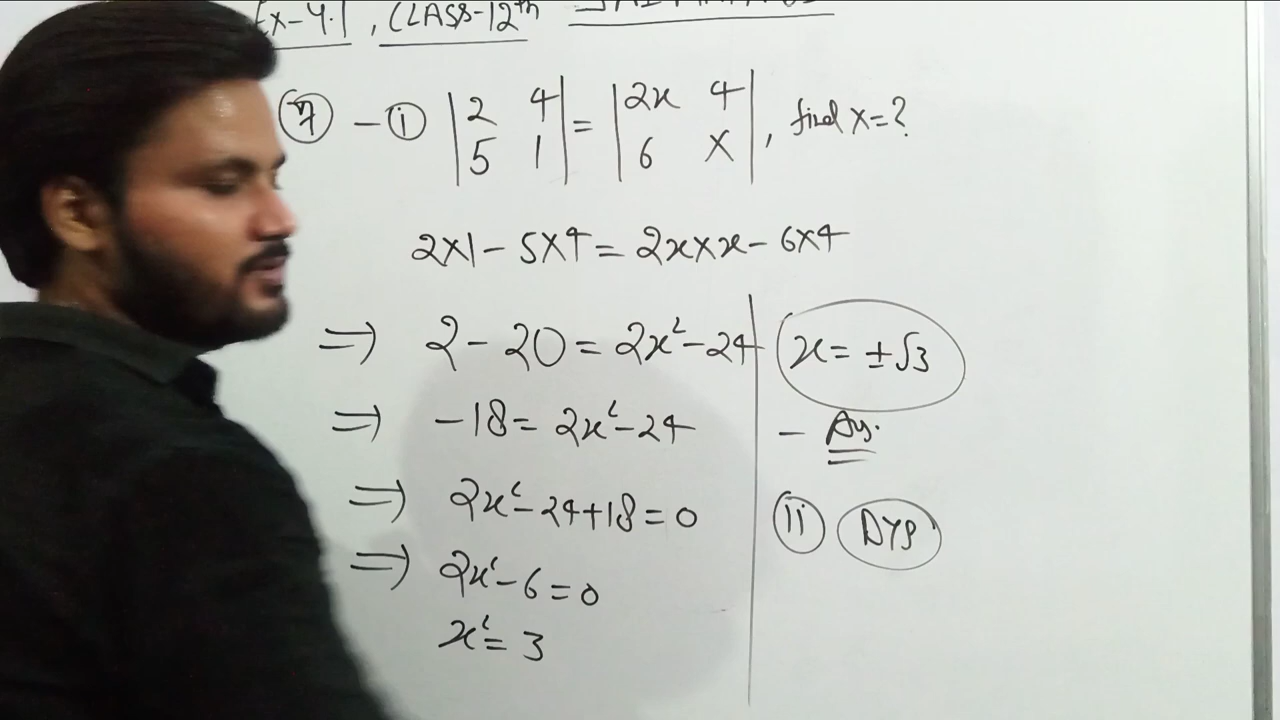 Ex-4.1, CLASS-12th
7 - i | 2 4 | = | 2x 4 | , find x=?
| 5 1 | | 6 x |
2×1-5×4=2x×x-6×4
⇒ 2-20=2x²-24
⇒ -18=2x²-24
⇒ 2x²-24+18=0
⇒ 2x²-6=0
x²=3
x=±√3
- Ans.
ii DYS